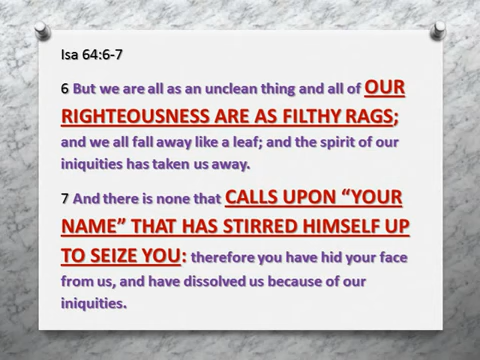 Isa 64:6-7
6 But we are all as an unclean thing and all of OUR
RIGHTEOUSNESS ARE AS FILTHY RAGS;
and we all fall away like a leaf; and the spirit of our
iniquities has taken us away.
7 And there is none that CALLS UPON “YOUR
NAME” THAT HAS STIRRED HIMSELF UP
TO SEIZE YOU: therefore you have hid your face
from us, and have dissolved us because of our
iniquities.